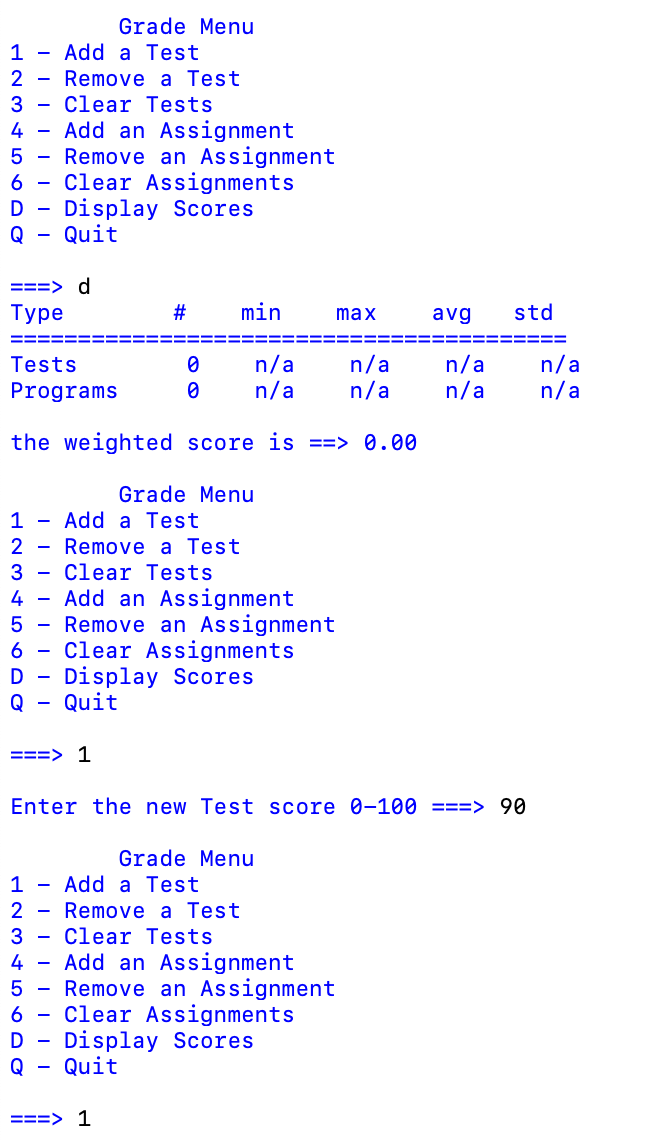 Grade Menu
1 – Add a Test
2 – Remove a Test
3 – Clear Tests
4 – Add an Assignment
5 – Remove an Assignment
6 – Clear Assignments
D – Display Scores
Q – Quit

===> d
Type        #    min    max    avg   std
=========================================
Tests        0    n/a    n/a    n/a    n/a
Programs     0    n/a    n/a    n/a    n/a

the weighted score is ==> 0.00

        Grade Menu
1 – Add a Test
2 – Remove a Test
3 – Clear Tests
4 – Add an Assignment
5 – Remove an Assignment
6 – Clear Assignments
D – Display Scores
Q – Quit

===> 1

Enter the new Test score 0–100 ===> 90

        Grade Menu
1 – Add a Test
2 – Remove a Test
3 – Clear Tests
4 – Add an Assignment
5 – Remove an Assignment
6 – Clear Assignments
D – Display Scores
Q – Quit

===> 1